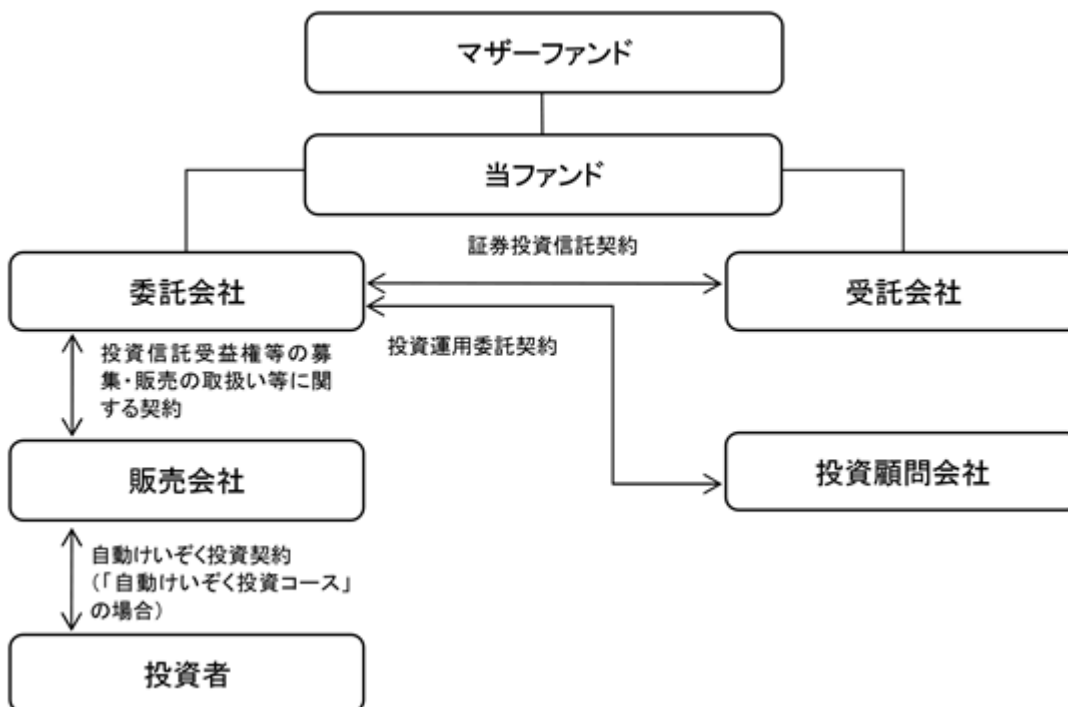 マザーファンド
当ファンド
証券投資信託契約
委託会社
受託会社
投資運用委託契約
投資信託受益権等の募
集・販売の取扱い等に関
する契約
販売会社
投資顧問会社
自動けいぞく投資契約
(「自動けいぞく投資コース」
の場合)
投資者